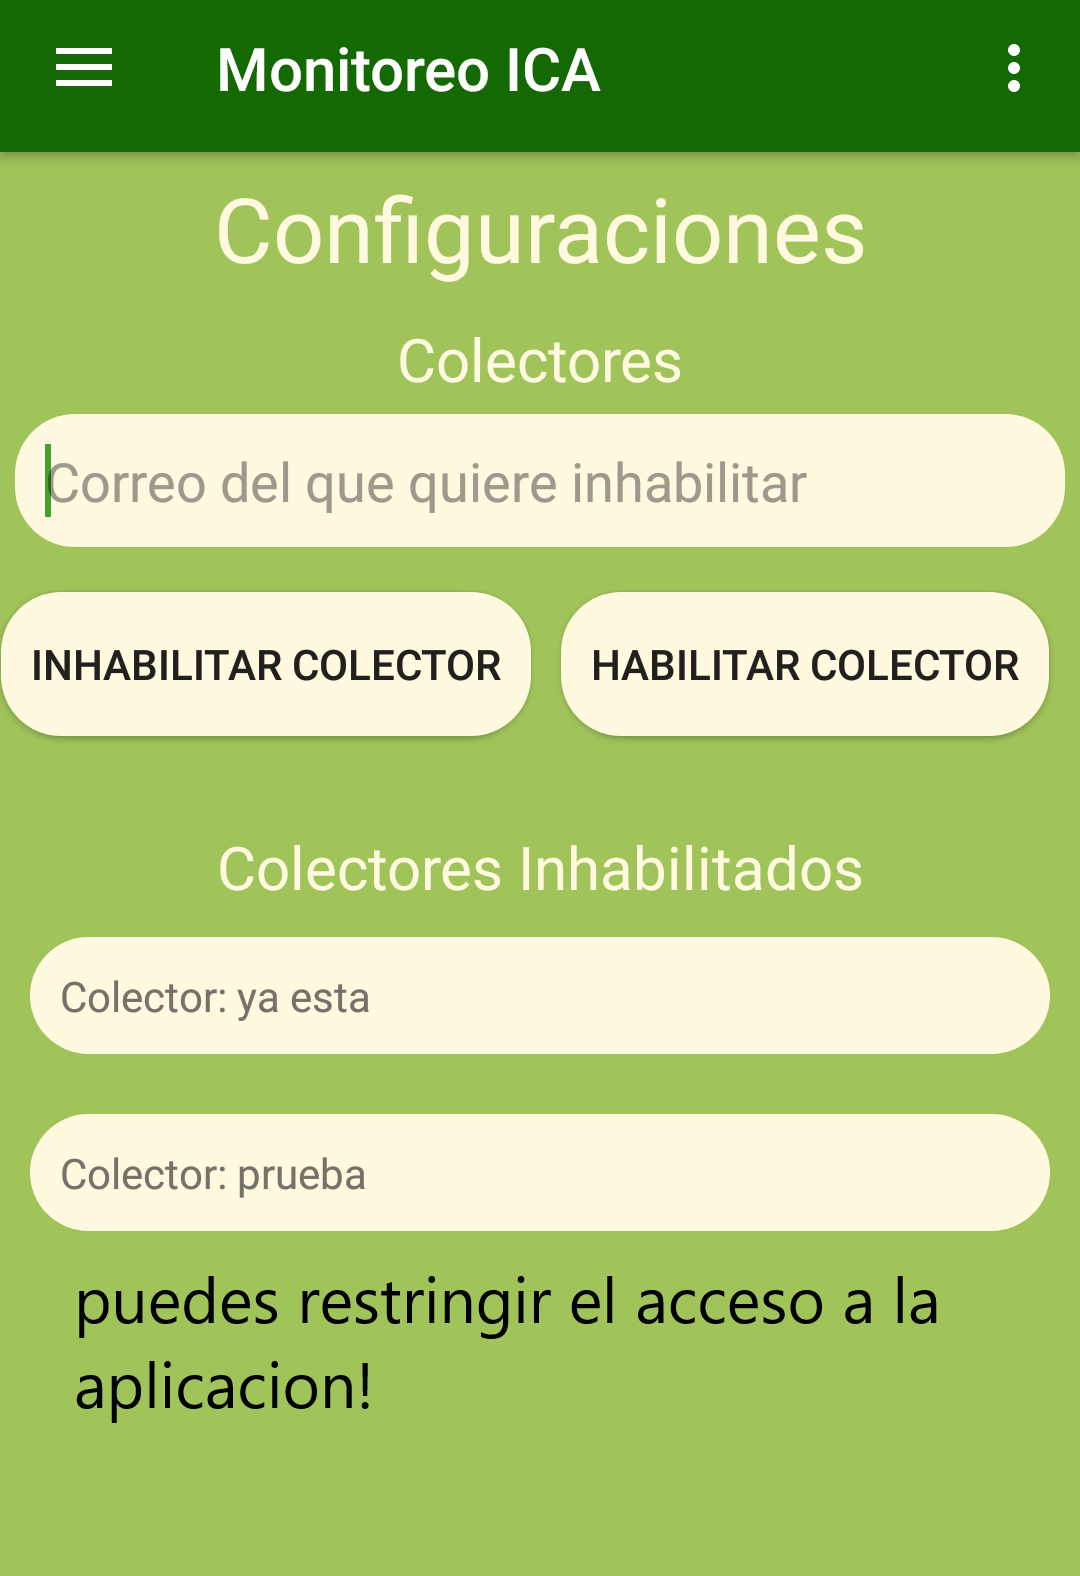 Monitoreo ICA
Configuraciones
Colectores
Correo del que quiere inhabilitar
INHABILITAR COLECTOR HABILITAR COLECTOR
Colectores Inhabilitados
Colector: ya esta
Colector: prueba
puedes restringir el acceso a la
aplicacion!